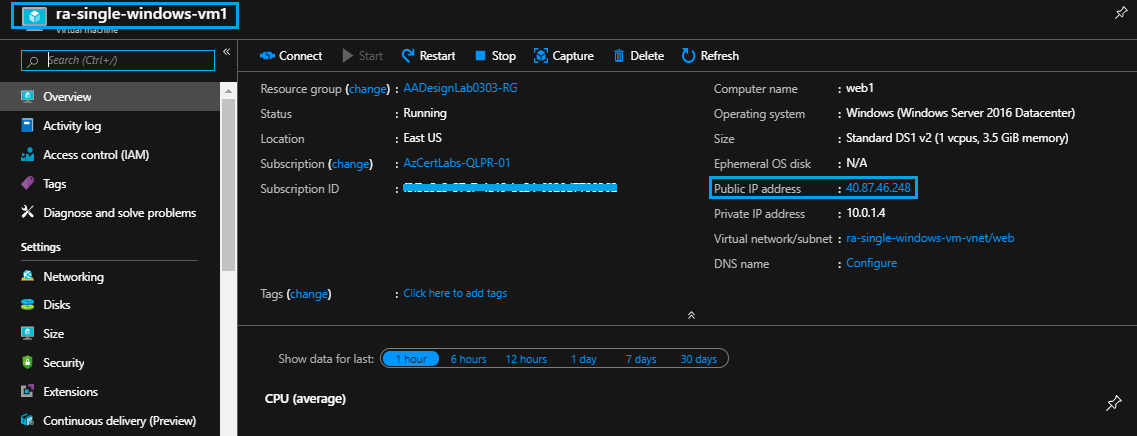 ra-single-windows-vm1
Virtual machine
Search (Ctrl+/)
Overview
Activity log
Access control (IAM)
Tags
Diagnose and solve problems
Settings
Networking
Disks
Size
Security
Extensions
Continuous delivery (Preview)
Connect Start Restart Stop Capture Delete Refresh
Resource group (change) : AADesignLab0303-RG
Status : Running
Location : East US
Subscription (change) : AzCertLabs-QLPR-01
Subscription ID :
Computer name : web1
Operating system : Windows (Windows Server 2016 Datacenter)
Size : Standard DS1 v2 (1 vcpus, 3.5 GiB memory)
Ephemeral OS disk : N/A
Public IP address : 40.87.46.248
Private IP address : 10.0.1.4
Virtual network/subnet : ra-single-windows-vm-vnet/web
DNS name : Configure
Tags (change) : Click here to add tags
Show data for last: 1 hour 6 hours 12 hours 1 day 7 days 30 days
CPU (average)